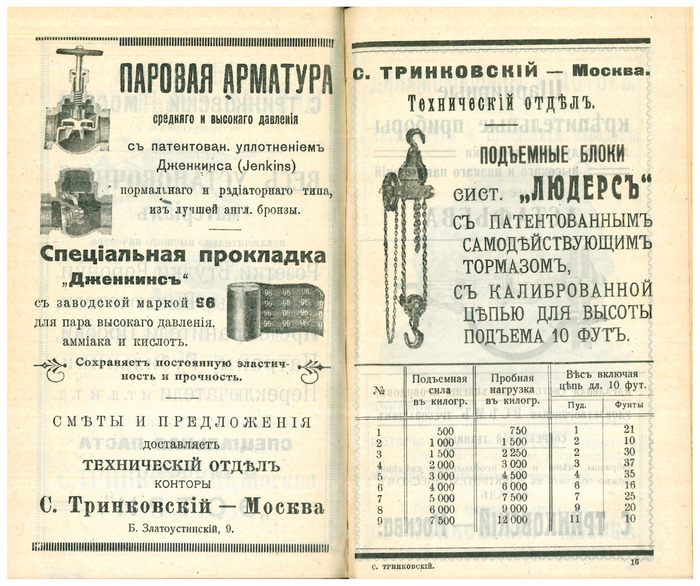 ПАРОВАЯ АРМАТУРА
средняго и высокаго давленія
съ патентован. уплотненіемъ
Дженкинса (Jenkins)
нормальнаго и радіаторнаго типа,
изъ лучшей англ. бронзы.
Спеціальная прокладка
„Дженкинсъ“
съ заводской маркой 96
для пара высокаго давленія,
амміака и кислотъ.
Сохраняетъ постоянную эластич-
ность и прочность.
СМѢТЫ И ПРЕДЛОЖЕНІЯ
доставляетъ
ТЕХНИЧЕСКІЙ ОТДѢЛЪ
КОНТОРЫ
С. Тринковскій – Москва
Б. Златоустинскій, 9.
С. ТРИНКОВСКІЙ — Москва.
Техническій отдѣлъ.
ПОДЪЕМНЫЕ БЛОКИ
сист. „ЛЮДЕРСЪ“
СЪ ПАТЕНТОВАННЫМЪ
САМОДѢЙСТВУЮЩИМЪ
ТОРМАЗОМЪ,
СЪ КАЛИБРОВАННОЙ
ЦѢПЬЮ ДЛЯ ВЫСОТЫ
ПОДЪЕМА 10 ФУТЪ.
№ Подъемная сила въ килогр. Пробная нагрузка въ килогр. Вѣсъ включая цѣпь дл. 10 фут. Пуд. Фунты
1 500 750 1 21
2 1 000 1 500 2 10
3 1 500 2 250 2 30
4 2 000 3 000 3 37
5 3 000 4 500 4 35
6 4 000 6 000 6 16
7 5 000 7 500 7 25
8 6 000 9 000 9 20
9 7 500 12 000 11 10
С. ТРИНКОВСКІЙ.
16